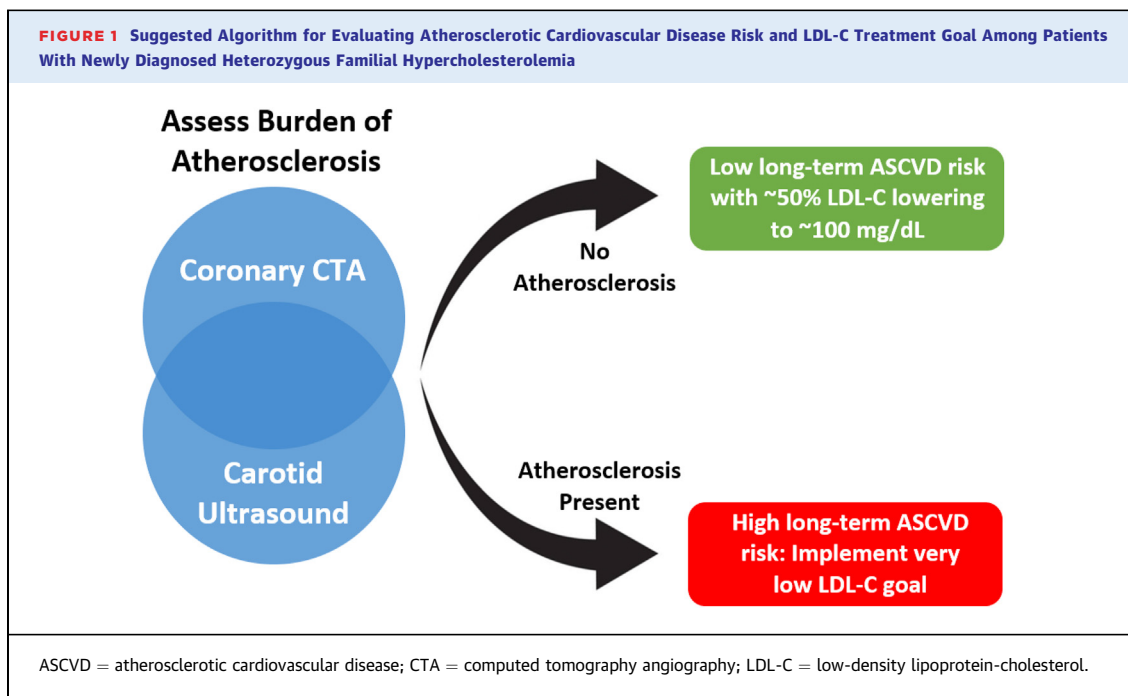 FIGURE 1 Suggested Algorithm for Evaluating Atherosclerotic Cardiovascular Disease Risk and LDL-C Treatment Goal Among Patients
With Newly Diagnosed Heterozygous Familial Hypercholesterolemia
Assess Burden of
Atherosclerosis
Coronary CTA
Carotid
Ultrasound
No
Atherosclerosis
Low long-term ASCVD risk
with ~50% LDL-C lowering
to ~100 mg/dL
Atherosclerosis
Present
High long-term ASCVD
risk: Implement very
low LDL-C goal
ASCVD = atherosclerotic cardiovascular disease; CTA = computed tomography angiography; LDL-C = low-density lipoprotein-cholesterol.